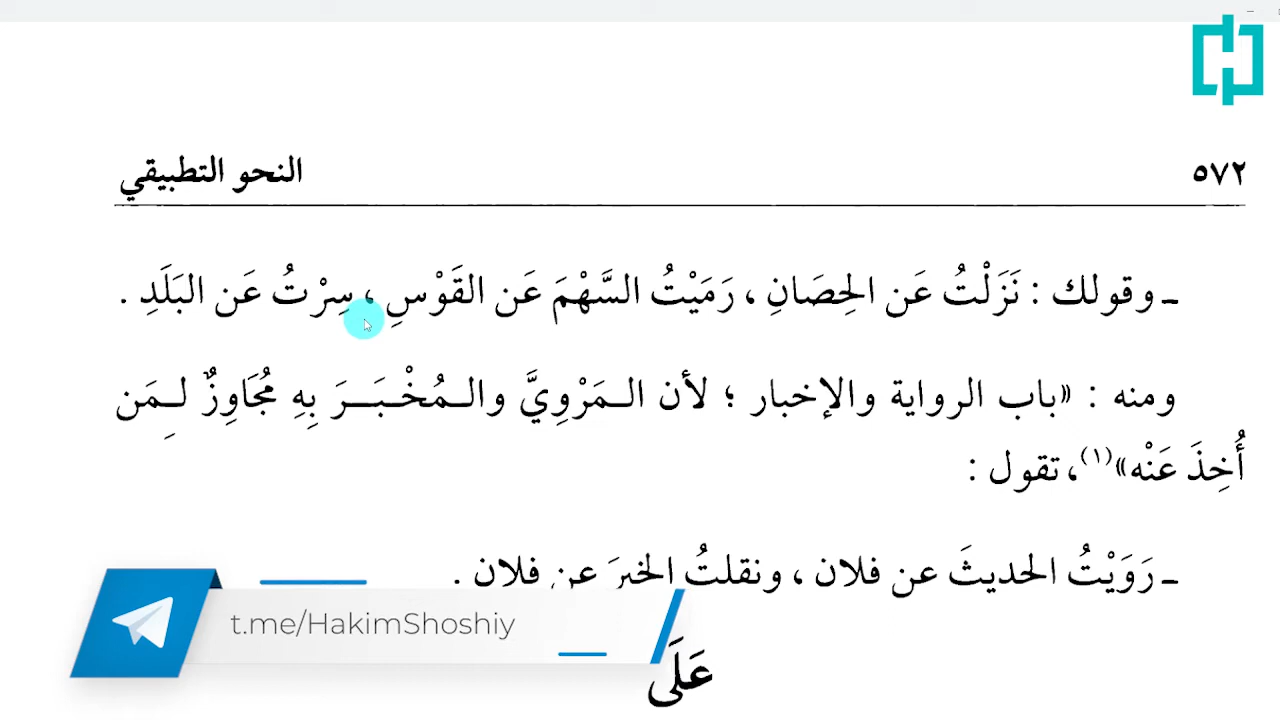 ٥٧٢ النحو التطبيقي
ـ وقولك : نَزَلْتُ عَن الحِصَانِ ، رَمَيْتُ السَّهْمَ عَن القَوْسِ ، سِرْتُ عَن البَلَدِ .
ومنه : «باب الرواية والإخبار ؛ لأن الـمَرْوِيَّ والـمُخْبَـرَ بِهِ مُجَاوِزٌ لِـمَن
أُخِذَ عَنْه»(١)، تقول :
ـ رَوَيْتُ الحديثَ عن فلان ، ونقلتُ الخبرَ عن فلان .
t.me/HakimShoshiy
عَلَى